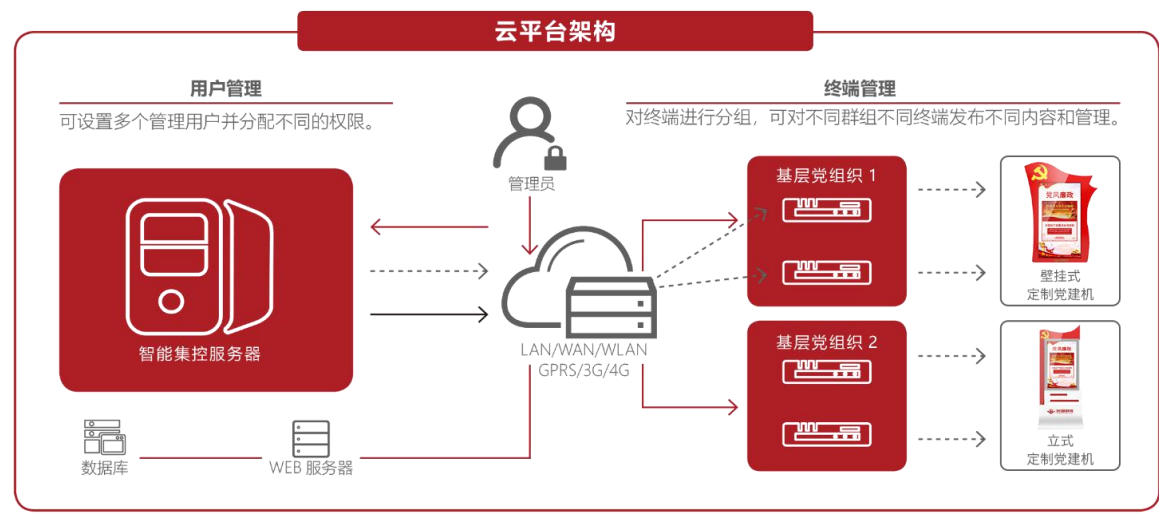 云平台架构
用户管理
可设置多个管理用户并分配不同的权限。
终端管理
对终端进行分组，可对不同群组不同终端发布不同内容和管理。
管理员
智能集控服务器
LAN/WAN/WLAN
GPRS/3G/4G
数据库
WEB 服务器
基层党组织 1
基层党组织 2
党风廉政
壁挂式
定制党建机
立式
定制党建机